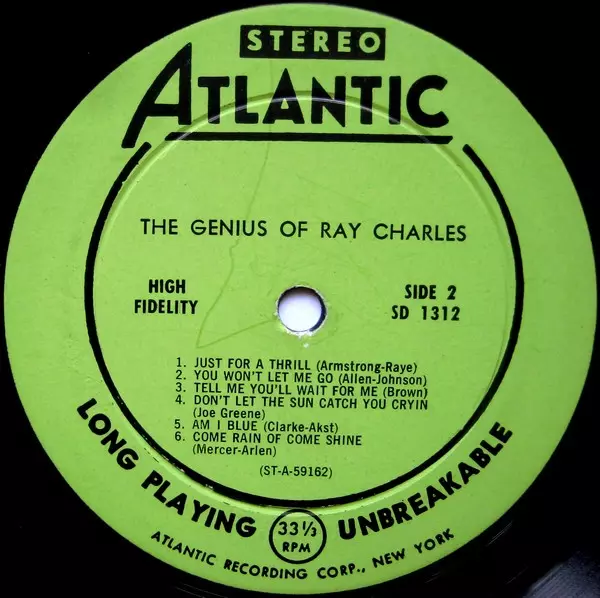 STEREO
ATLANTIC
THE GENIUS OF RAY CHARLES
HIGH
FIDELITY
SIDE 2
SD 1312
1. JUST FOR A THRILL (Armstrong-Raye)
2. YOU WON'T LET ME GO (Allen-Johnson)
3. TELL ME YOU'LL WAIT FOR ME (Brown)
4. DON'T LET THE SUN CATCH YOU CRYIN
(Joe Greene)
5. AM I BLUE (Clarke-Akst)
6. COME RAIN OF COME SHINE
(Mercer-Arlen)
(ST-A-59162)
LONG PLAYING 33⅓ RPM UNBREAKABLE
ATLANTIC RECORDING CORP., NEW YORK